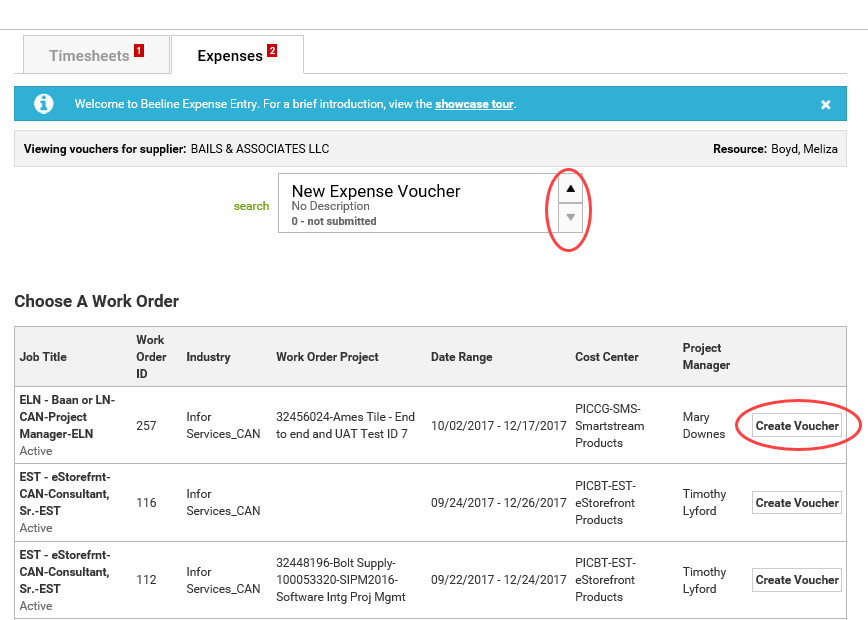 Timesheets 1 Expenses 2
Welcome to Beeline Expense Entry. For a brief introduction, view the showcase tour.
Viewing vouchers for supplier: BAILS & ASSOCIATES LLC Resource: Boyd, Meliza
New Expense Voucher
search No Description
0 - not submitted
Choose A Work Order
Job Title Work Order ID Industry Work Order Project Date Range Cost Center Project Manager
ELN - Baan or LN-
CAN-Project
Manager-ELN
Active
257
Infor
Services_CAN
32456024-Ames Tile - End
to end and UAT Test ID 7
10/02/2017 - 12/17/2017
PICCG-SMS-
Smartstream
Products
Mary
Downes
Create Voucher
EST - eStorefrnt-
CAN-Consultant,
Sr.-EST
Active
116
Infor
Services_CAN
09/24/2017 - 12/26/2017
PICBT-EST-
eStorefront
Products
Timothy
Lyford
Create Voucher
EST - eStorefrnt-
CAN-Consultant,
Sr.-EST
Active
112
Infor
Services_CAN
32448196-Bolt Supply-
100053320-SIPM2016-
Software Intg Proj Mgmt
09/22/2017 - 12/24/2017
PICBT-EST-
eStorefront
Products
Timothy
Lyford
Create Voucher